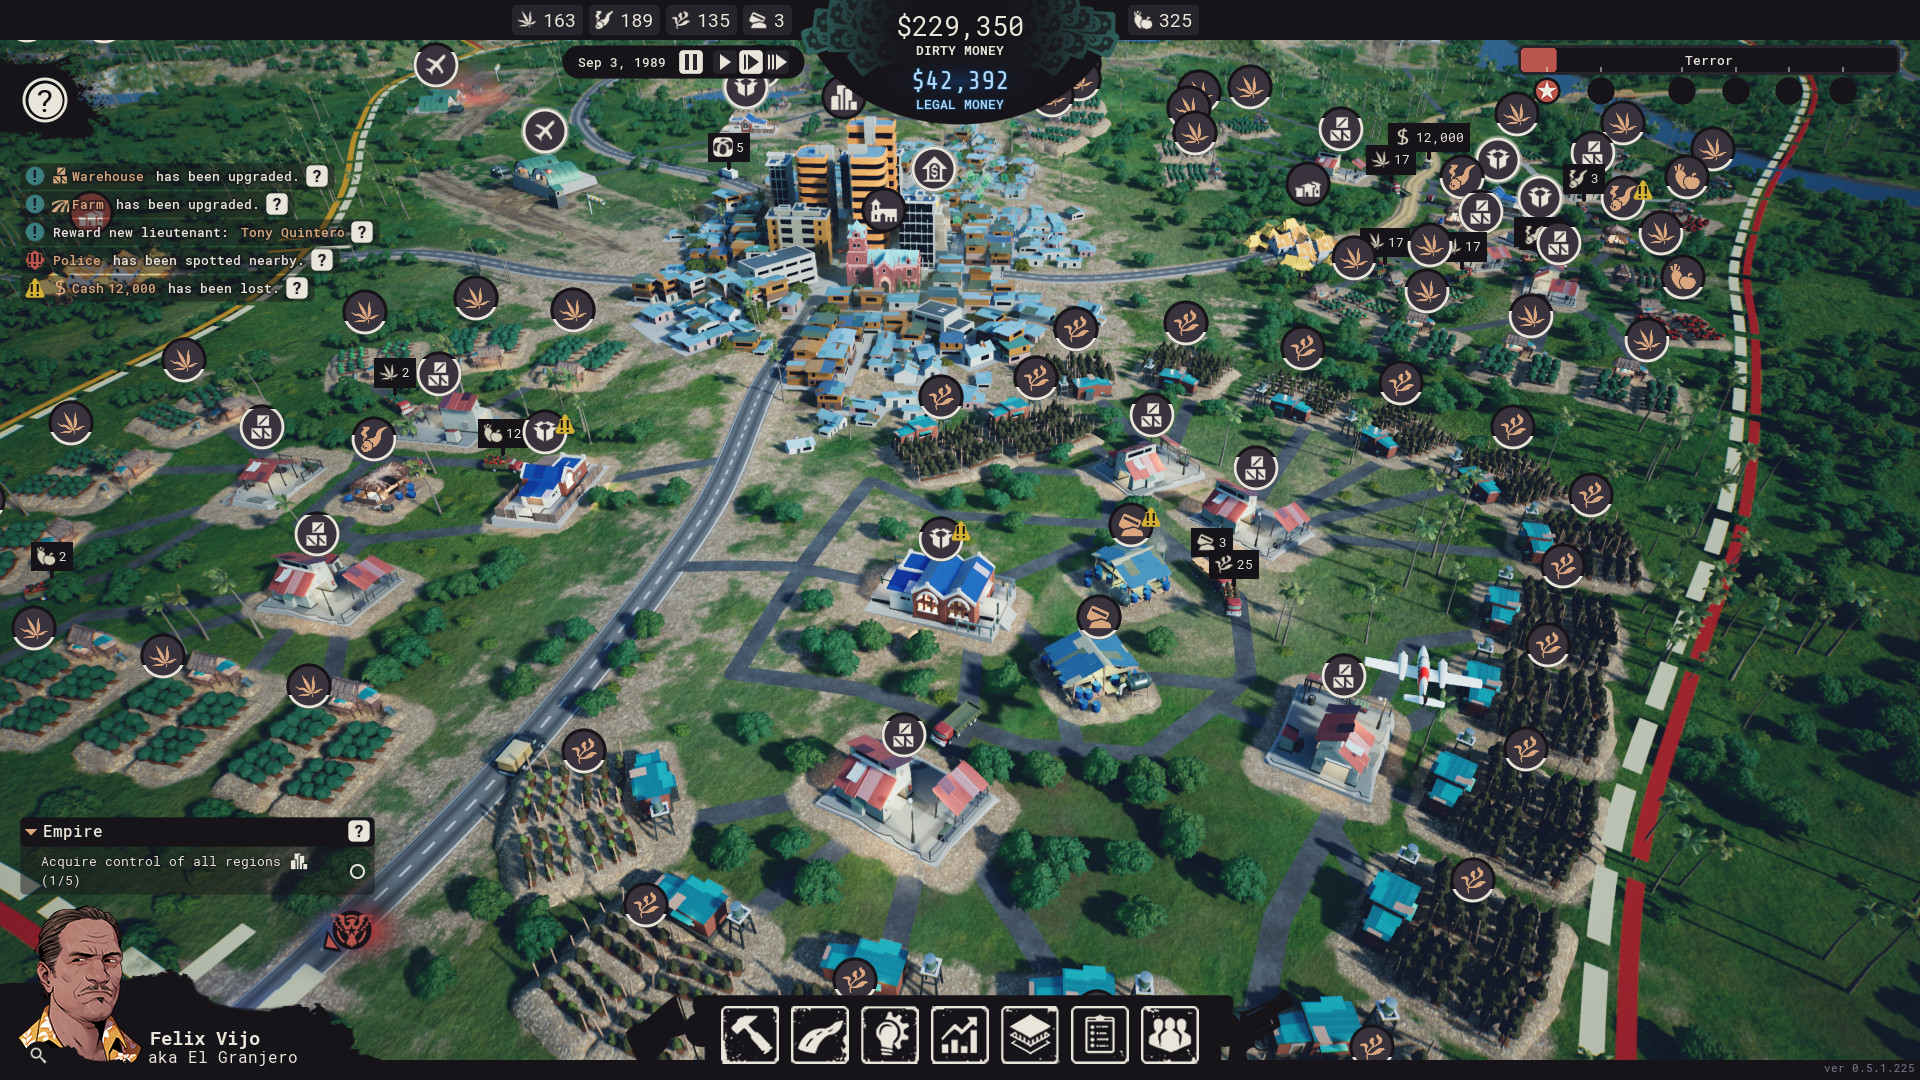 163
189
135
3
$229,350
DIRTY MONEY
$42,392
LEGAL MONEY
325
Sep 3, 1989
Terror
?
Warehouse has been upgraded. ?
Farm has been upgraded. ?
Reward new lieutenant: Tony Quintero ?
Police has been spotted nearby. ?
$ Cash 12,000 has been lost. ?
5
$ 12,000
17
3
17
17
2
12
2
3
25
Empire ?
Acquire control of all regions
(1/5)
Felix Vijo
aka El Granjero
ver 0.5.1.225